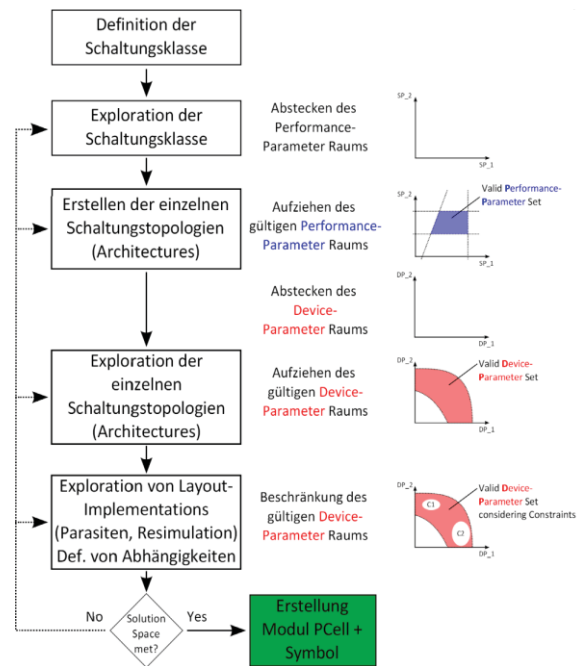 Definition der
Schaltungsklasse
Exploration der
Schaltungsklasse
Abstecken des
Performance-
Parameter Raums
SP_2
SP_1
Erstellen der einzelnen
Schaltungstopologien
(Architectures)
Aufziehen des
gültigen Performance-
Parameter Raums
SP_2
SP_1
Valid Performance-
Parameter Set
Abstecken des
Device-
Parameter Raums
DP_2
DP_1
Exploration der
einzelnen
Schaltungstopologien
(Architectures)
Aufziehen des
gültigen Device-
Parameter Raums
DP_2
DP_1
Valid Device-
Parameter Set
Exploration von Layout-
Implementations
(Parasiten, Resimulation)
Def. von Abhängigkeiten
Beschränkung des
gültigen Device-
Parameter Raums
DP_2
C1
C2
DP_1
Valid Device-
Parameter Set
considering Constraints
No
Solution
Space
met?
Yes
Erstellung
Modul PCell +
Symbol